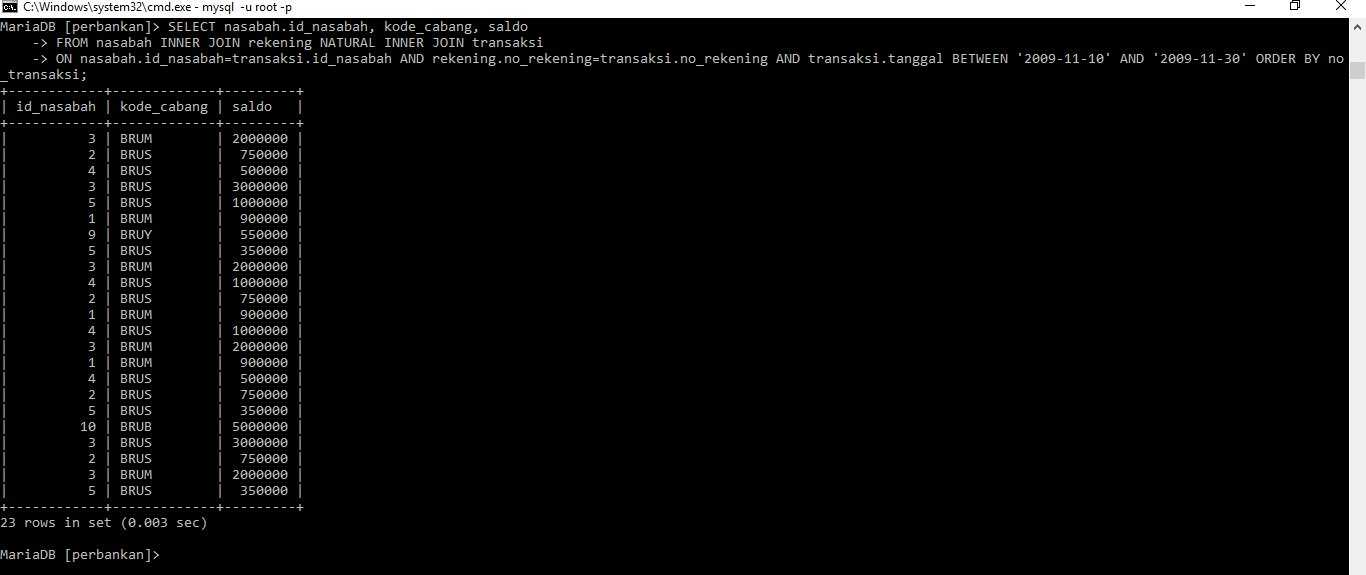 C:\Windows\system32\cmd.exe - mysql  -u root -p
MariaDB [perbankan]> SELECT nasabah.id_nasabah, kode_cabang, saldo
    -> FROM nasabah INNER JOIN rekening NATURAL INNER JOIN transaksi
    -> ON nasabah.id_nasabah=transaksi.id_nasabah AND rekening.no_rekening=transaksi.no_rekening AND transaksi.tanggal BETWEEN '2009-11-10' AND '2009-11-30' ORDER BY no
_transaksi;
+------------+-------------+---------+
| id_nasabah | kode_cabang | saldo   |
+------------+-------------+---------+
|          3 | BRUM        | 2000000 |
|          2 | BRUS        |  750000 |
|          4 | BRUS        |  500000 |
|          3 | BRUS        | 3000000 |
|          5 | BRUS        | 1000000 |
|          1 | BRUM        |  900000 |
|          9 | BRUY        |  550000 |
|          5 | BRUS        |  350000 |
|          3 | BRUM        | 2000000 |
|          4 | BRUS        | 1000000 |
|          2 | BRUS        |  750000 |
|          1 | BRUM        |  900000 |
|          4 | BRUS        | 1000000 |
|          3 | BRUM        | 2000000 |
|          1 | BRUM        |  900000 |
|          4 | BRUS        |  500000 |
|          2 | BRUS        |  750000 |
|          5 | BRUS        |  350000 |
|         10 | BRUB        | 5000000 |
|          3 | BRUS        | 3000000 |
|          2 | BRUS        |  750000 |
|          3 | BRUM        | 2000000 |
|          5 | BRUS        |  350000 |
+------------+-------------+---------+
23 rows in set (0.003 sec)
MariaDB [perbankan]>